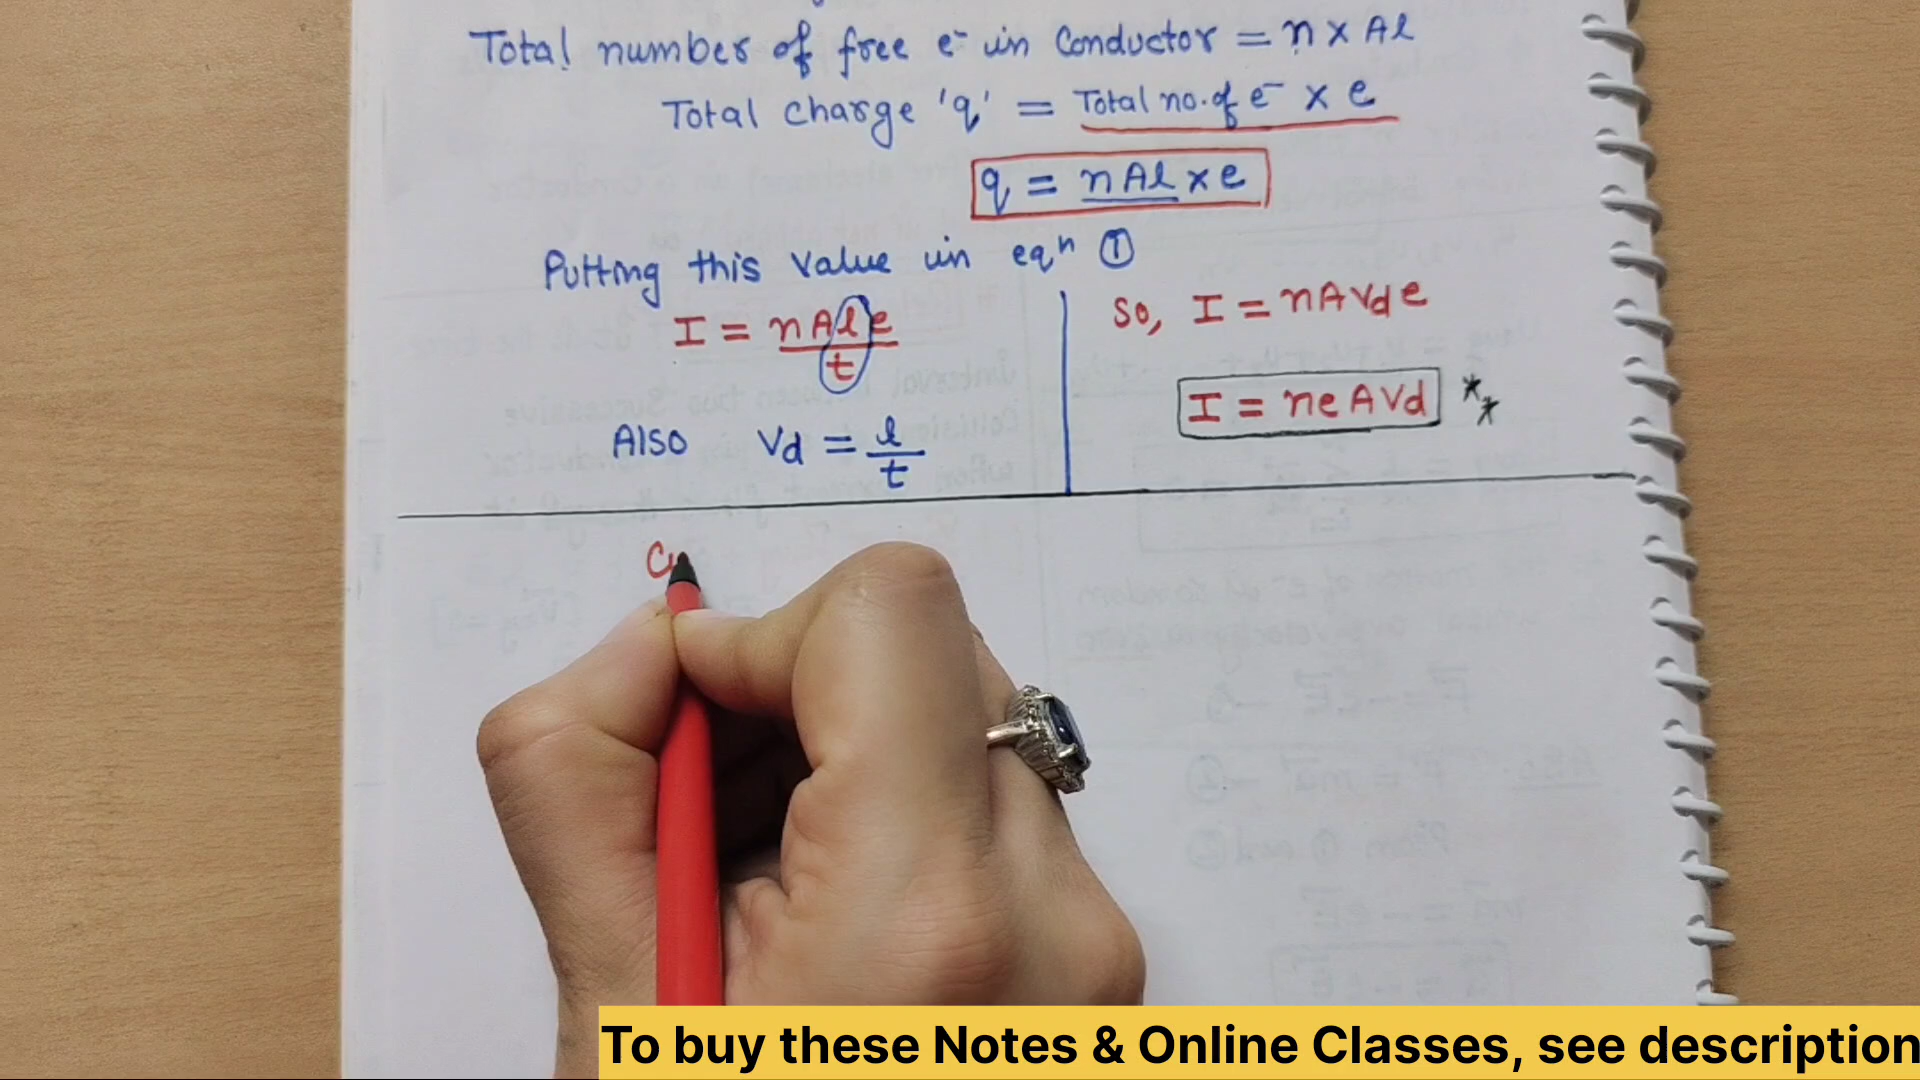 Total number of free e⁻ in Conductor = n × Al
Total charge 'q' = Total no. of e⁻ × e
q = nAl × e
Putting this value in eqⁿ ①
I = nAle/t
Also Vd = l/t
So, I = nAVde
I = neAVd **
Cu
To buy these Notes & Online Classes, see description